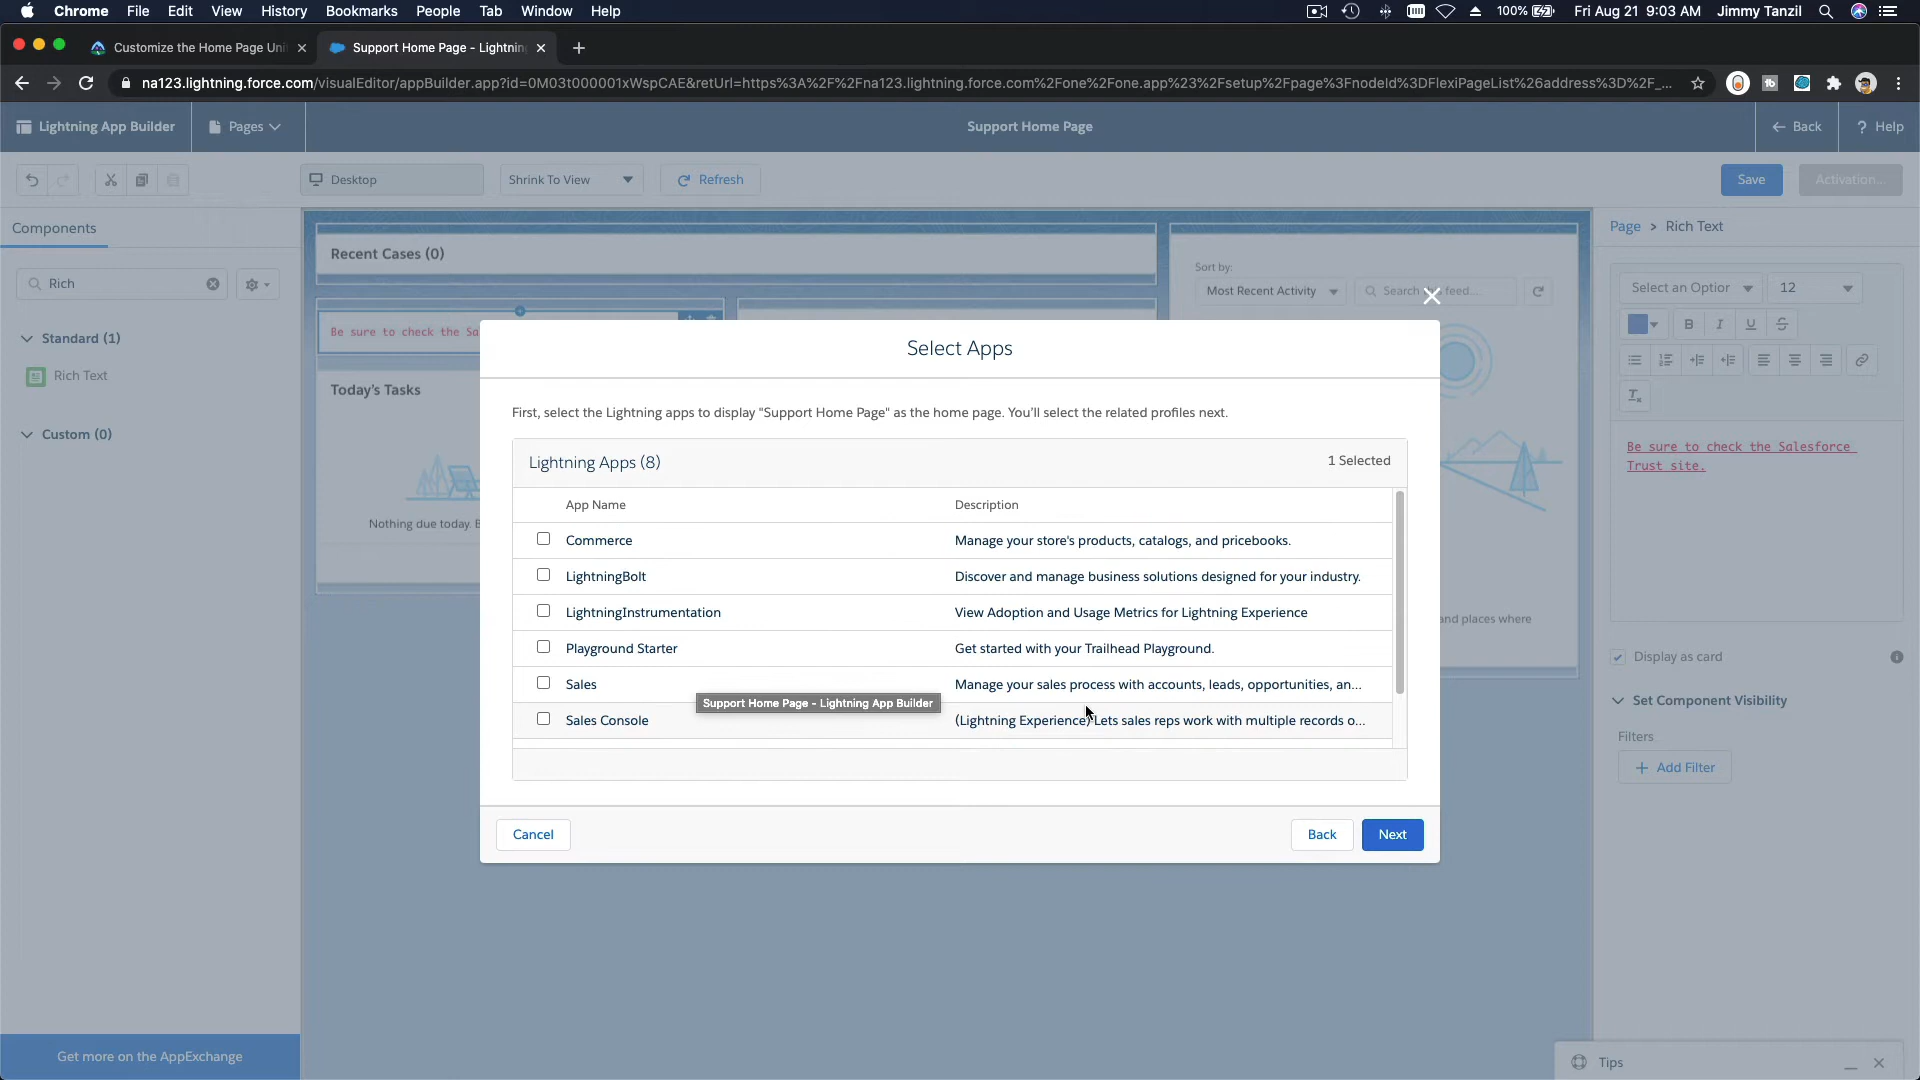 Chrome File Edit View History Bookmarks People Tab Window Help
100% Fri Aug 21 9:03 AM Jimmy Tanzil
Customize the Home Page Uni
Support Home Page - Lightnin
na123.lightning.force.com/visualEditor/appBuilder.app?id=0M03t000001xWspCAE&retUrl=https%3A%2F%2Fna123.lightning.force.com%2Fone%2Fone.app%23%2Fsetup%2Fpage%3FnodeId%3DFlexiPageList%26address%3D%2F_...
Lightning App Builder
Pages
Support Home Page
Back
? Help
Desktop
Shrink To View
Refresh
Save
Activation...
Components
Rich
Standard (1)
Rich Text
Custom (0)
Get more on the AppExchange
Recent Cases (0)
Be sure to check the Sa
Today's Tasks
Nothing due today. B
Sort by:
Most Recent Activity
Search feed...
and places where
Select Apps
First, select the Lightning apps to display "Support Home Page" as the home page. You'll select the related profiles next.
Lightning Apps (8)
1 Selected
App Name Description
Commerce Manage your store's products, catalogs, and pricebooks.
LightningBolt Discover and manage business solutions designed for your industry.
LightningInstrumentation View Adoption and Usage Metrics for Lightning Experience
Playground Starter Get started with your Trailhead Playground.
Sales Manage your sales process with accounts, leads, opportunities, an...
Support Home Page - Lightning App Builder
Sales Console (Lightning Experience) Lets sales reps work with multiple records o...
Cancel
Back
Next
Page > Rich Text
Select an Option
12
B I U S
Be sure to check the Salesforce
Trust site.
Display as card
Set Component Visibility
Filters
+ Add Filter
Tips